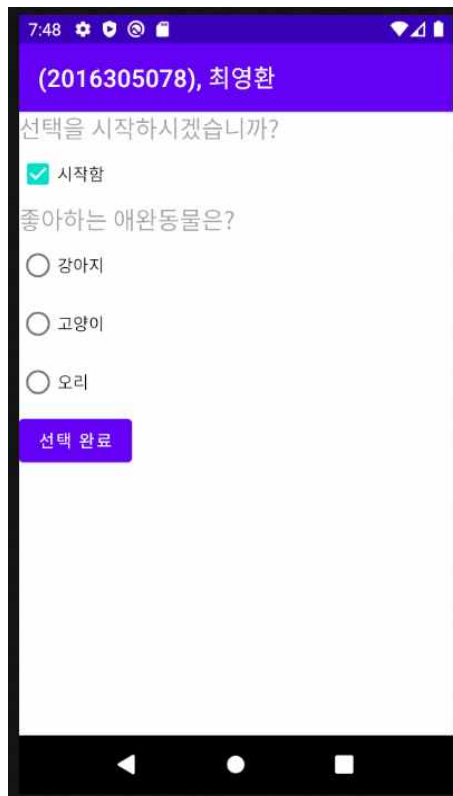 7:48
(2016305078), 최영환
선택을 시작하시겠습니까?
시작함
좋아하는 애완동물은?
강아지
고양이
오리
선택 완료